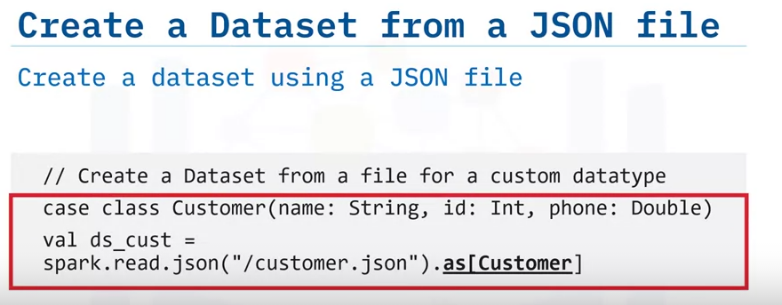 Create a Dataset from a JSON file
Create a dataset using a JSON file
// Create a Dataset from a file for a custom datatype
case class Customer(name: String, id: Int, phone: Double)
val ds_cust =
spark.read.json("/customer.json").as[Customer]